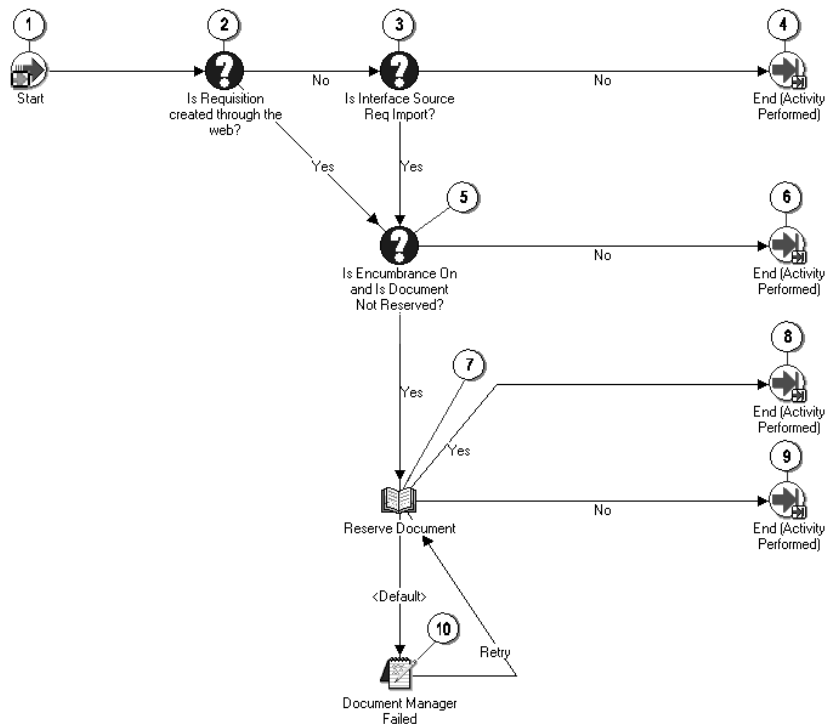 1
2
3
4
Start
Is Requisition
created through the
web?
No
Is Interface Source
Req Import?
No
End (Activity
Performed)
Yes
Yes
5
6
Is Encumbrance On
and Is Document
Not Reserved?
No
End (Activity
Performed)
Yes
7
8
Yes
End (Activity
Performed)
9
Reserve Document
No
End (Activity
Performed)
<Default>
10
Retry
Document Manager
Failed